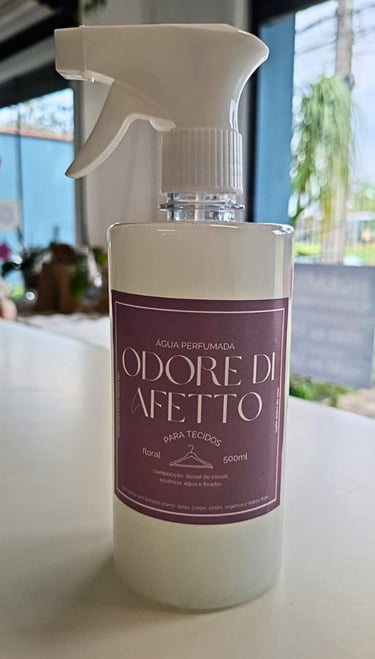 ÁGUA PERFUMADA
ODORE DI
AFETTO
PARA TECIDOS
floral
500ml
composição: álcool de cereal,
essência, água e fixador.